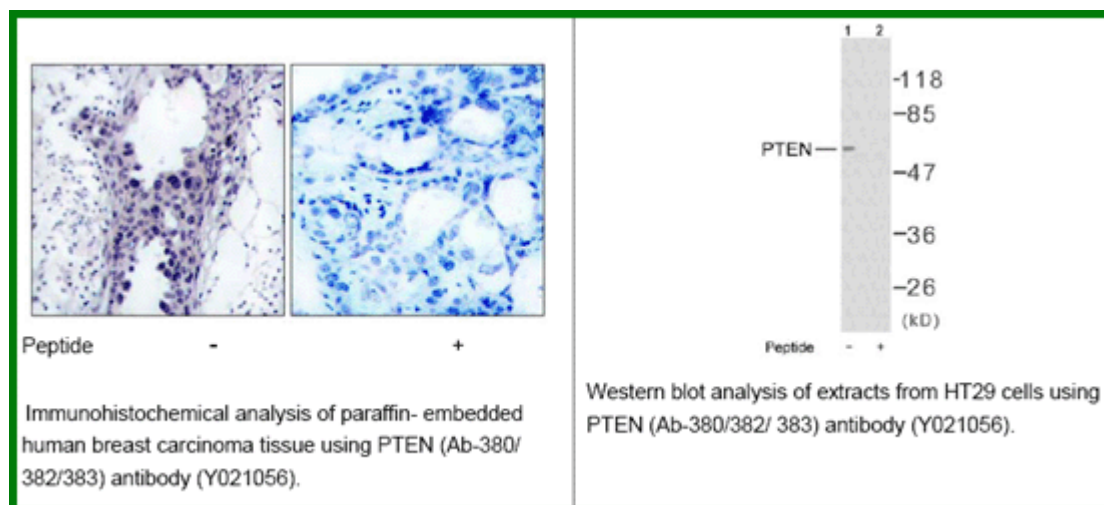 Peptide - +
Immunohistochemical analysis of paraffin- embedded
human breast carcinoma tissue using PTEN (Ab-380/
382/383) antibody (Y021056).
1 2
-118
-85
PTEN
-47
-36
-26
(kD)
Peptide - +
Western blot analysis of extracts from HT29 cells using
PTEN (Ab-380/382/ 383) antibody (Y021056).